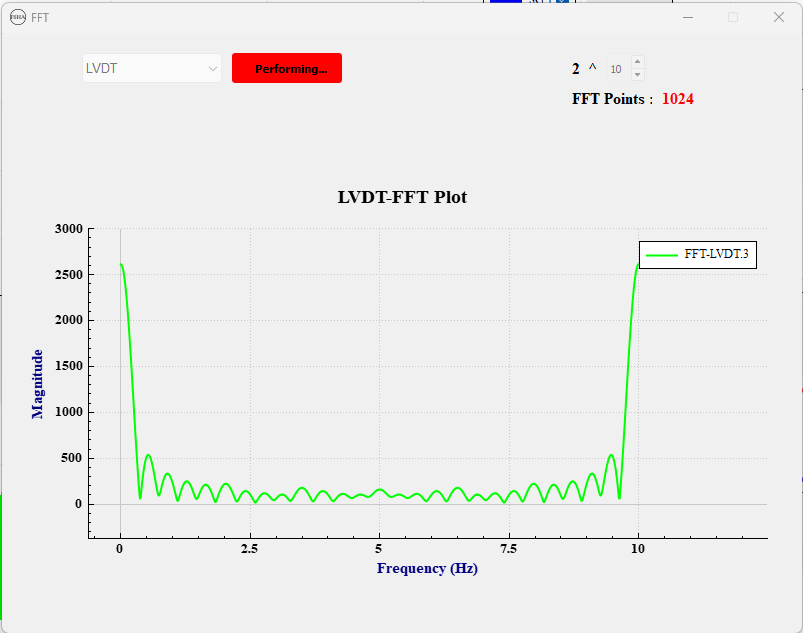 FFT
LVDT
Performing...
2 ^ 10
FFT Points : 1024
LVDT-FFT Plot
3000
FFT-LVDT.3
2500
2000
1500
Magnitude
1000
500
0
0 2.5 5 7.5 10
Frequency (Hz)